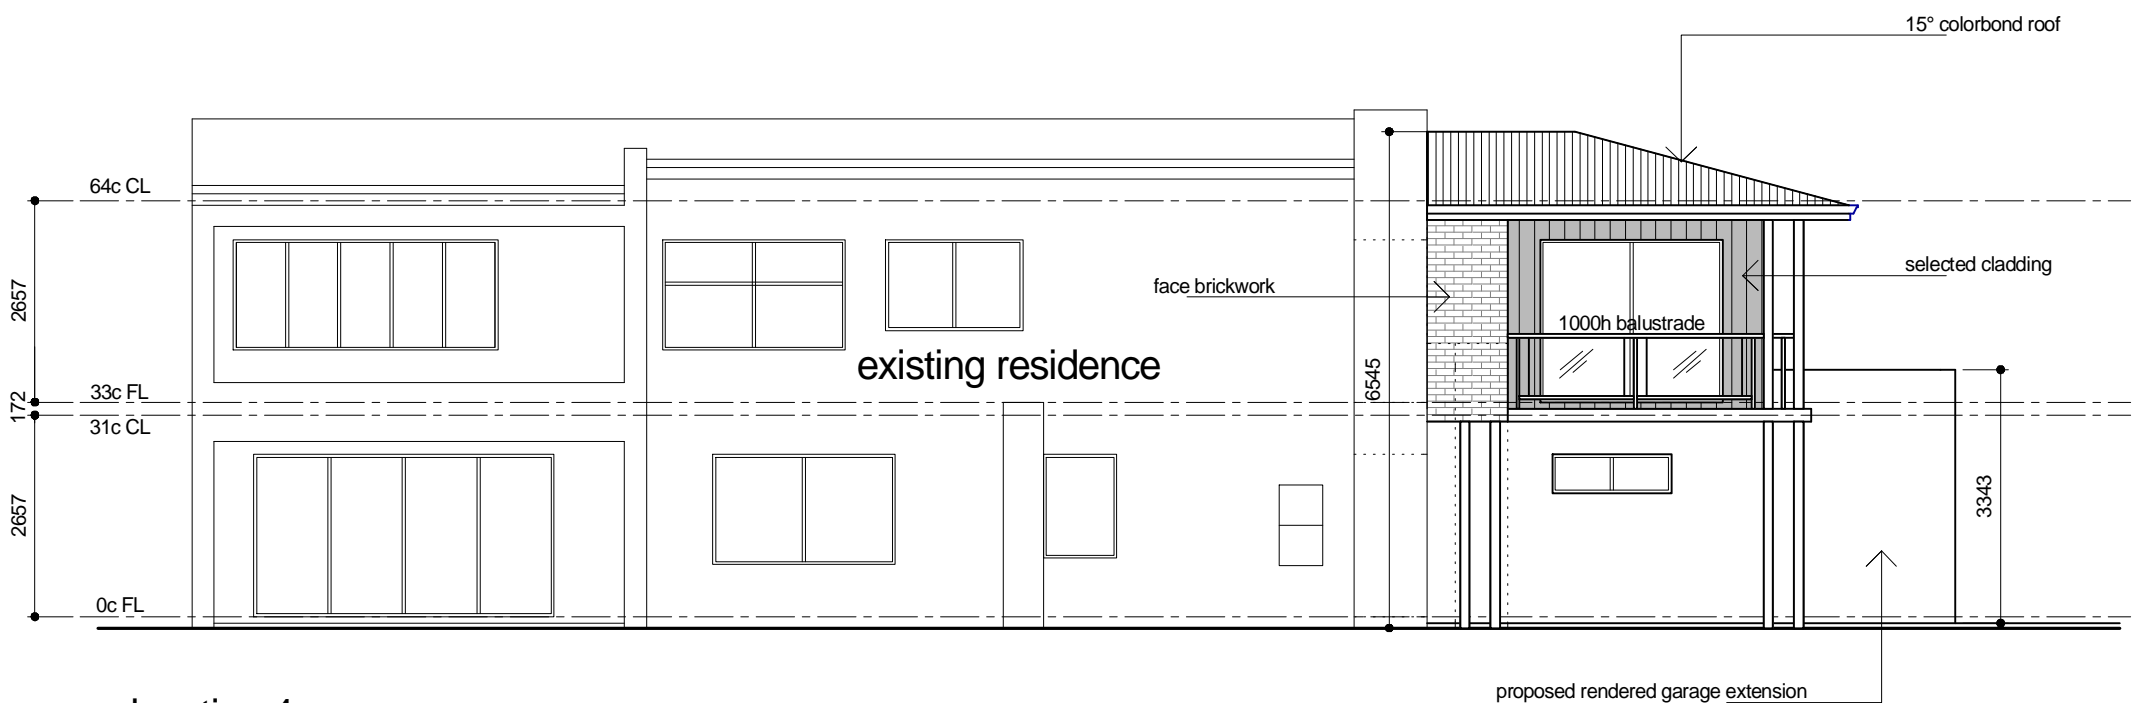 15° colorbond roof
64c CL
selected cladding
face brickwork
2657
1000h balustrade
existing residence
6545
33c FL
172
31c CL
2657
3343
0c FL
proposed rendered garage extension